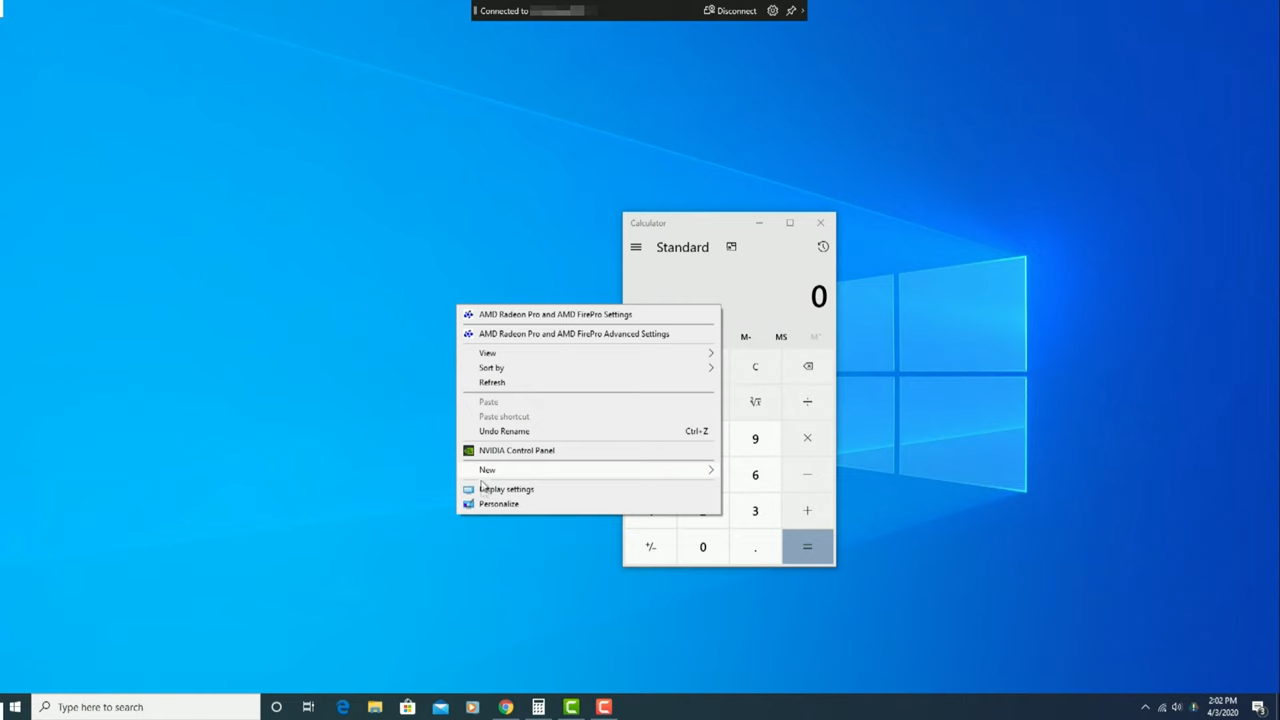 Connected to
Disconnect
Calculator
Standard
0
AMD Radeon Pro and AMD FirePro Settings
AMD Radeon Pro and AMD FirePro Advanced Settings
View
Sort by
Refresh
Paste
Paste shortcut
Undo Rename Ctrl+Z
NVIDIA Control Panel
New
Display settings
Personalize
M- MS
C
∛x ÷
9 ×
6 −
3 +
+/− 0 . =
Type here to search
2:02 PM
4/3/2020
3